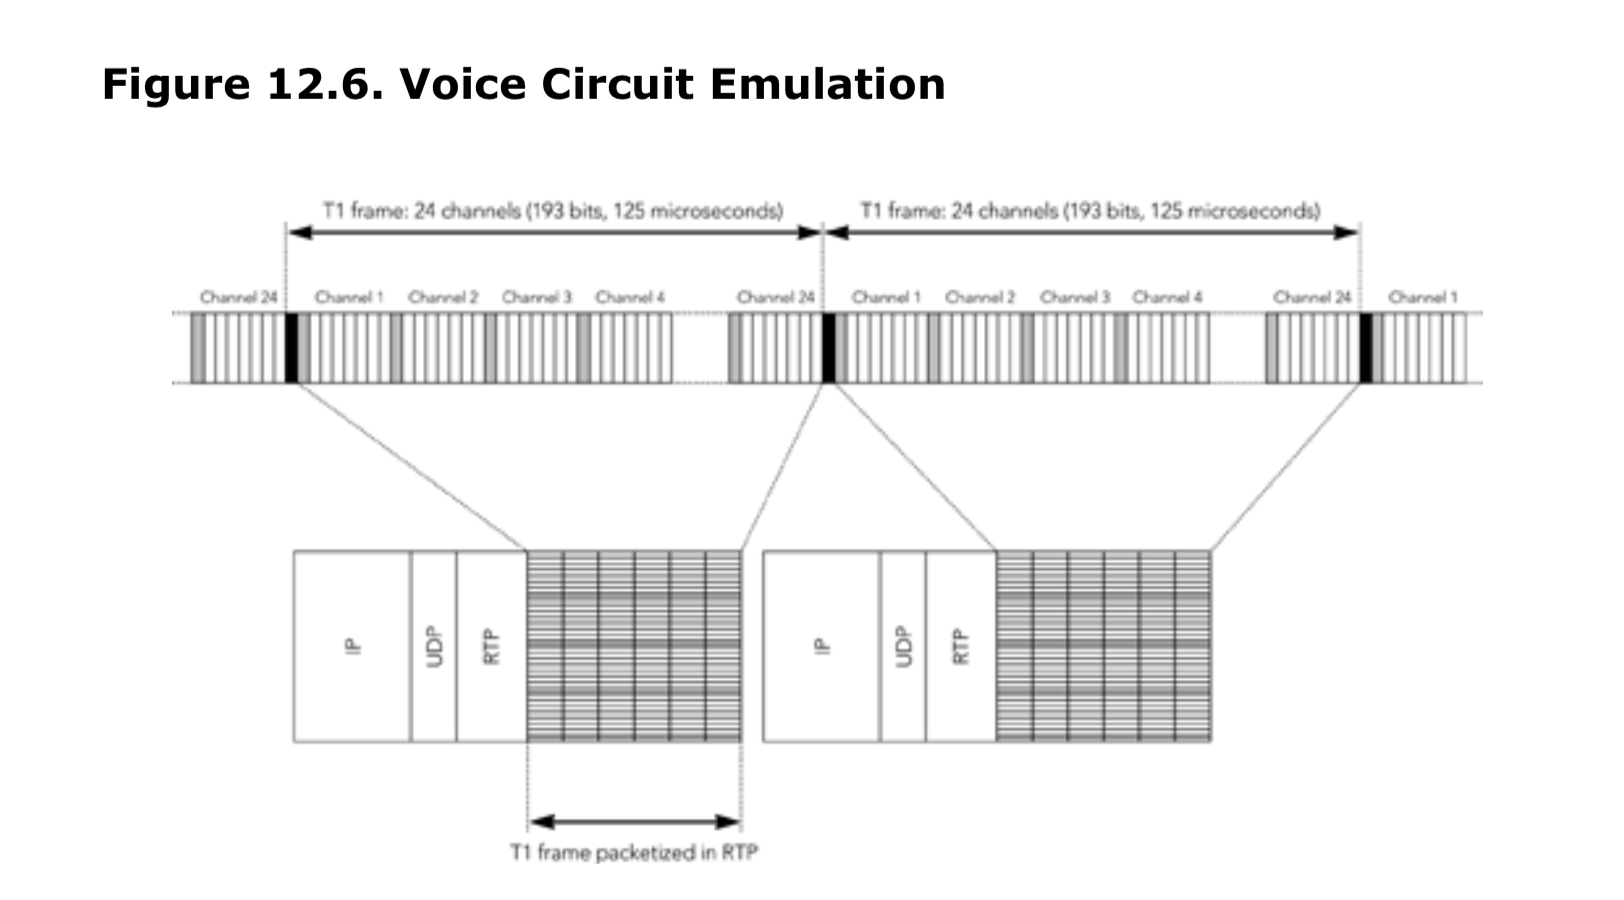 Figure 12.6. Voice Circuit Emulation
T1 frame: 24 channels (193 bits, 125 microseconds) T1 frame: 24 channels (193 bits, 125 microseconds)
Channel 24 Channel 1 Channel 2 Channel 3 Channel 4 Channel 24 Channel 1 Channel 2 Channel 3 Channel 4 Channel 24 Channel 1
IP UDP RTP IP UDP RTP
T1 frame packetized in RTP